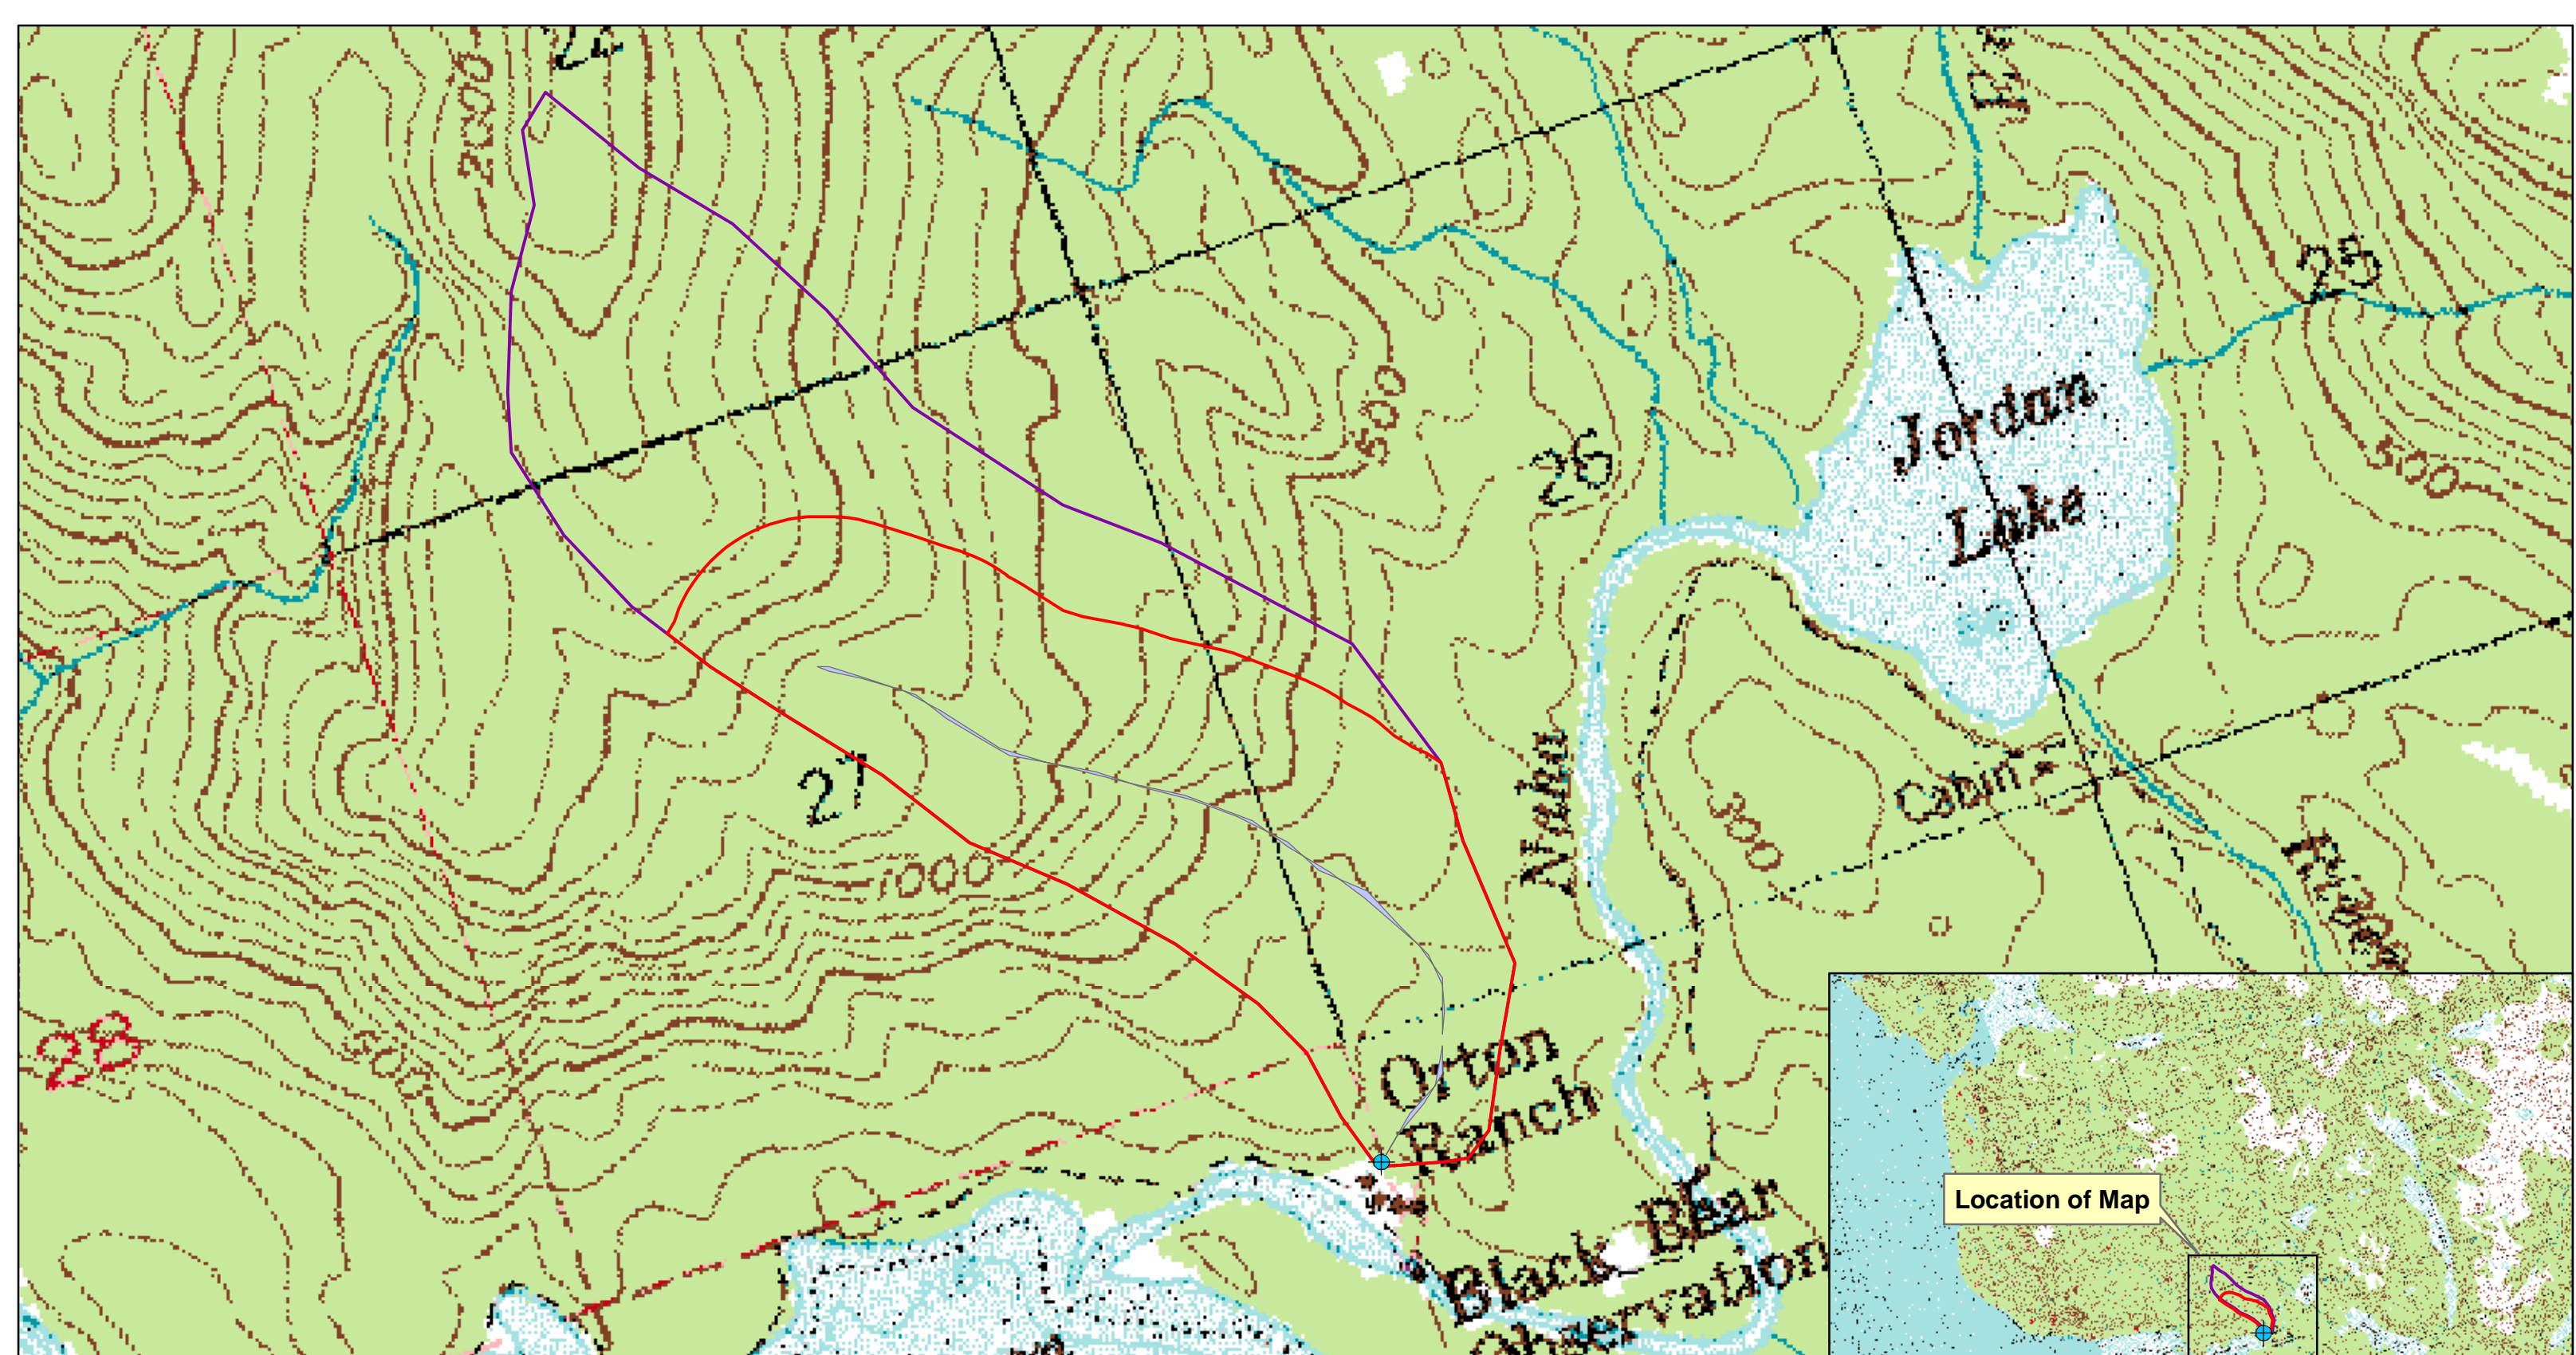 2000
25
500
26
Jordan
Lake
500
Naha
27
300
Cabin
1000
River
28
500
Orton
Ranch
Location of Map
Black Bear
Observation